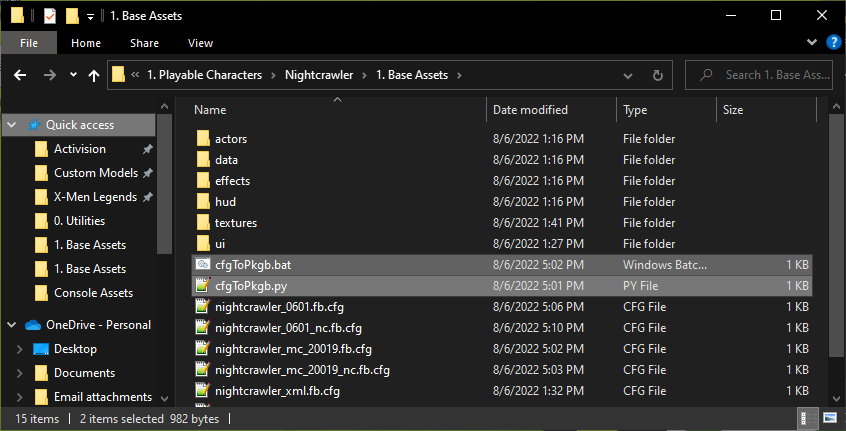 1. Base Assets
File Home Share View
1. Playable Characters Nightcrawler 1. Base Assets Search 1. Base Ass...
Name Date modified Type Size
Quick access
Activision
Custom Models
X-Men Legends
0. Utilities
1. Base Assets
1. Base Assets
Console Assets
OneDrive - Personal
Desktop
Documents
Email attachments
actors 8/6/2022 1:16 PM File folder
data 8/6/2022 1:16 PM File folder
effects 8/6/2022 1:16 PM File folder
hud 8/6/2022 1:16 PM File folder
textures 8/6/2022 1:41 PM File folder
ui 8/6/2022 1:27 PM File folder
cfgToPkgb.bat 8/6/2022 5:02 PM Windows Batc... 1 KB
cfgToPkgb.py 8/6/2022 5:01 PM PY File 1 KB
nightcrawler_0601.fb.cfg 8/6/2022 5:06 PM CFG File 1 KB
nightcrawler_0601_nc.fb.cfg 8/6/2022 5:10 PM CFG File 1 KB
nightcrawler_mc_20019.fb.cfg 8/6/2022 5:02 PM CFG File 1 KB
nightcrawler_mc_20019_nc.fb.cfg 8/6/2022 5:03 PM CFG File 1 KB
nightcrawler_xml.fb.cfg 8/6/2022 1:32 PM CFG File 1 KB
15 items 2 items selected 982 bytes